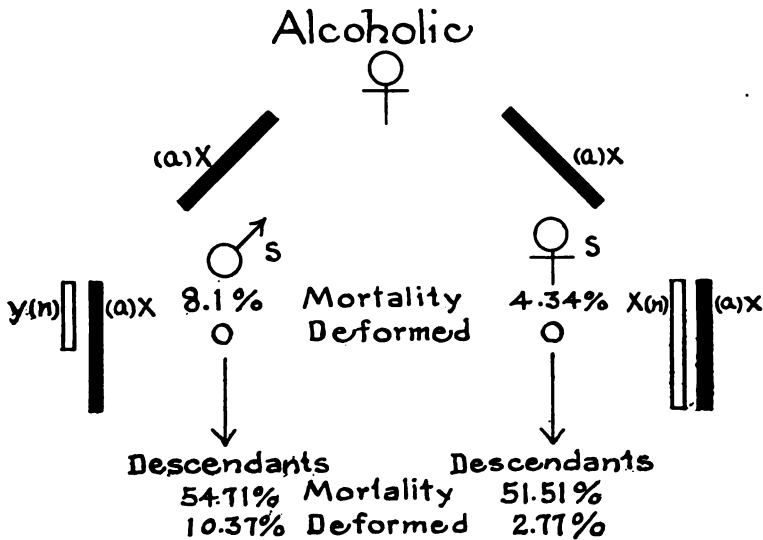 Alcoholic
(a)X (a)X
S S
y(n) (a)X 8.1% Mortality 4.34% X(n) (a)X
O Deformed O
Descendants Descendants
54.71% Mortality 51.51%
10.37% Deformed 2.77%